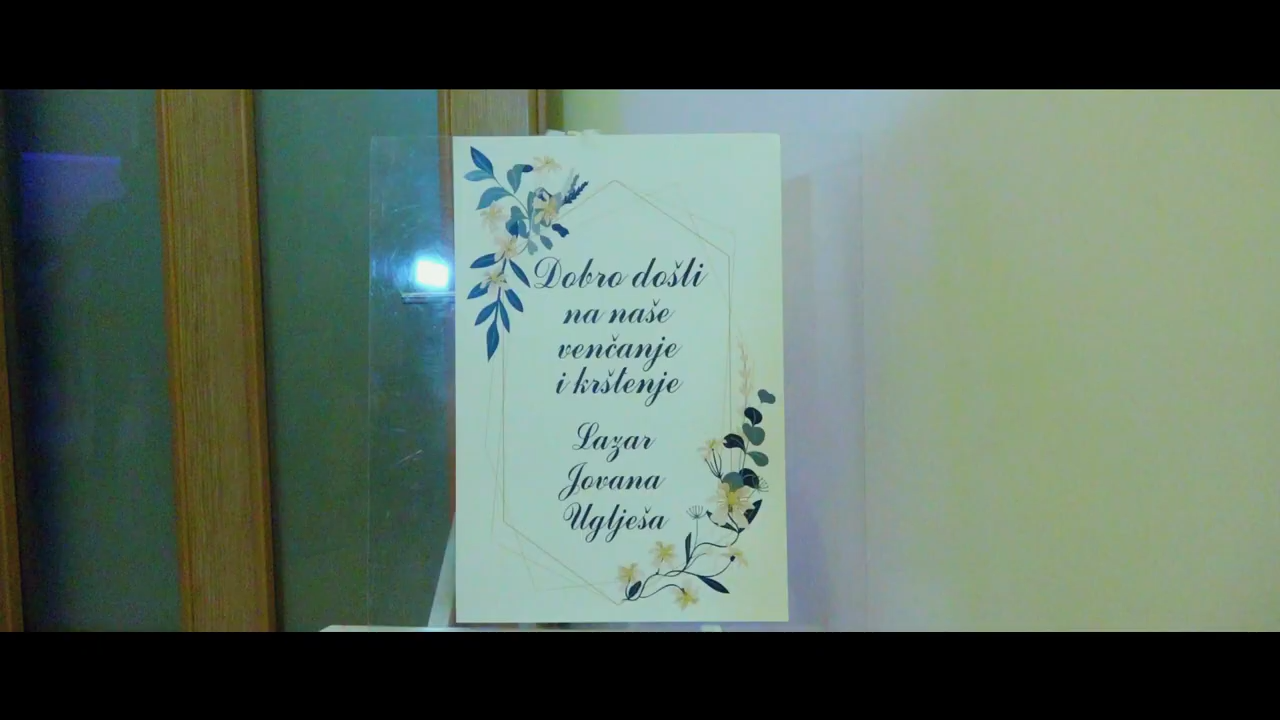 Dobro došli
na naše
venčanje
i krštenje
Lazar
Jovana
Uglješa